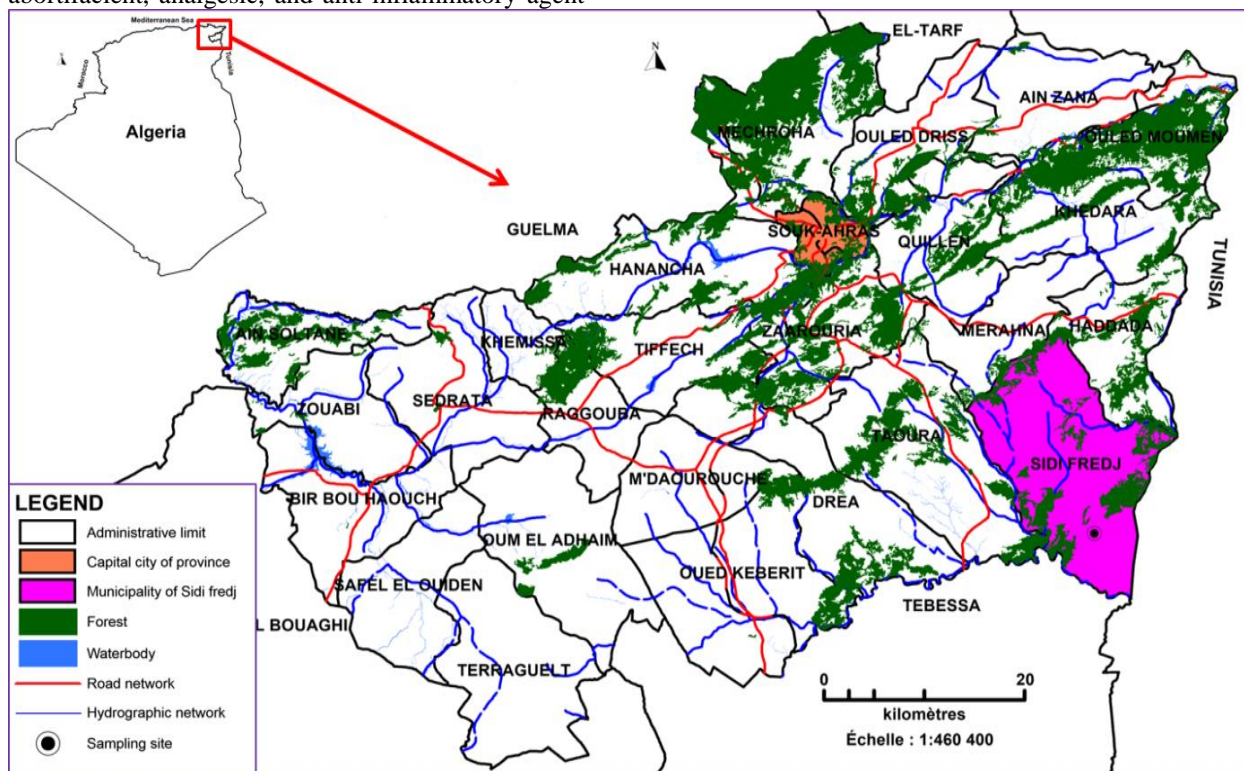 abortifacient, analgesic, and anti-inflammatory agent
Mediterranean Sea
Morocco
Tunisia
Algeria
N
EL-TARF
AIN ZANA
MECHROHA
OULED DRISS
OULED MOUMEN
KHEDARA
GUELMA
SOUK-AHRAS
QUILLEN
HANANCHA
TUNISIA
AIN SOLTANE
KHEMISSA
TIFFECH
ZAAROURIA
MERAHNAI
HADDADA
ZOUABI
SEDRATA
RAGGOUBA
TAOURA
SIDI FREDJ
M'DAOUROUCHE
BIR BOU HAOUCH
DREA
OUM EL ADHAIM
OUED KEBERIT
SAFEL EL OUIDEN
TEBESSA
L BOUAGHI
TERRAGUELT
LEGEND
Administrative limit
Capital city of province
Municipality of Sidi fredj
Forest
Waterbody
Road network
Hydrographic network
Sampling site
0 20
kilomètres
Échelle : 1:460 400